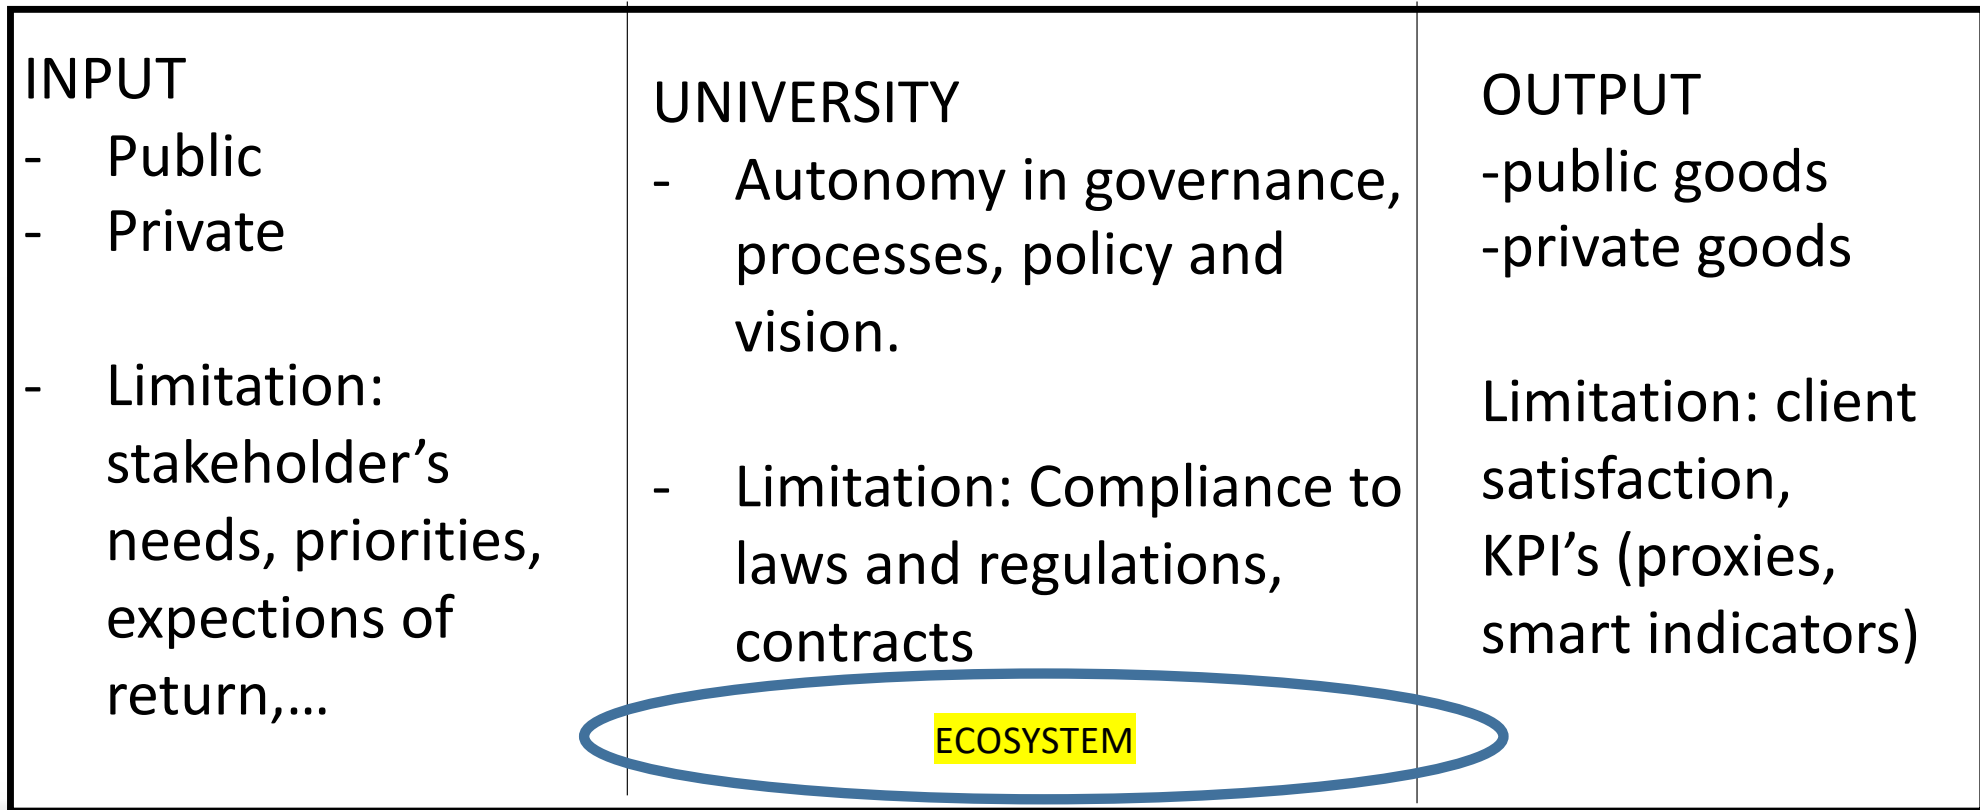 INPUT
- Public
- Private
- Limitation:
stakeholder’s
needs, priorities,
expections of
return,…
UNIVERSITY
- Autonomy in governance,
processes, policy and
vision.
- Limitation: Compliance to
laws and regulations,
contracts
OUTPUT
-public goods
-private goods
Limitation: client
satisfaction,
KPI’s (proxies,
smart indicators)
ECOSYSTEM